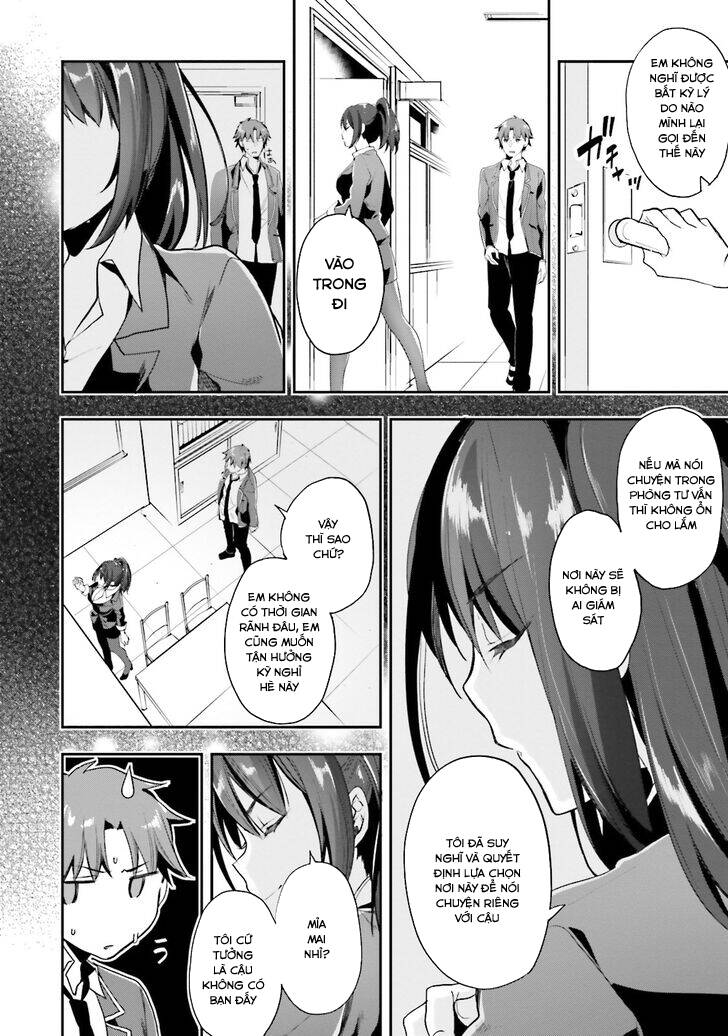 EM KHÔNG
NGHĨ ĐƯỢC
BẤT KỲ LÝ
DO NÀO
MÌNH LẠI
GỌI ĐẾN
THẾ NÀY
ガチャ
VÀO
TRONG
ĐI
NẾU MÀ NÓI
CHUYỆN TRONG
PHÒNG TƯ VẤN
THÌ KHÔNG ỔN
CHO LẮM
NƠI NÀY SẼ
KHÔNG BỊ
AI GIÁM
SÁT
VẬY
THÌ SAO
CHỨ?
EM KHÔNG
CÓ THỜI GIAN
RÃNH ĐÂU, EM
CŨNG MUỐN
TẬN HƯỞNG
KỲ NGHỈ
HÈ NÀY
TÔI ĐÃ SUY
NGHĨ VÀ QUYẾT
ĐỊNH LỰA CHỌN
NƠI NÀY ĐỂ NÓI
CHUYỆN RIÊNG
VỚI CẬU
MỈA
MAI
NHỈ?
TÔI CỨ
TƯỞNG
LÀ CẬU
KHÔNG CÓ
BẠN ĐẤY